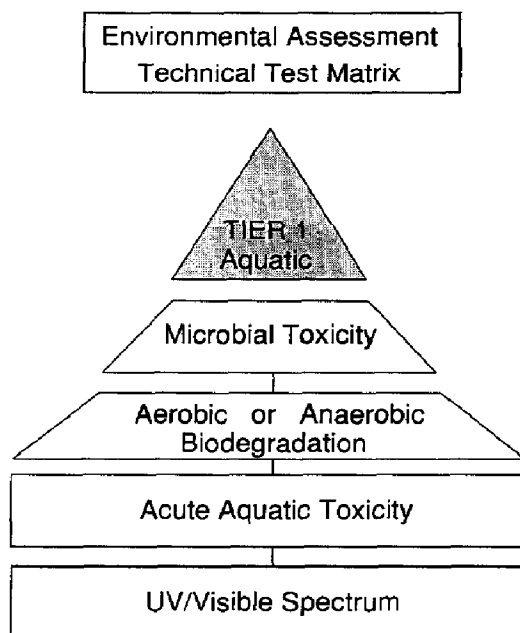 Environmental Assessment
Technical Test Matrix
TIER 1
Aquatic
Microbial Toxicity
Aerobic or Anaerobic
Biodegradation
Acute Aquatic Toxicity
UV/Visible Spectrum